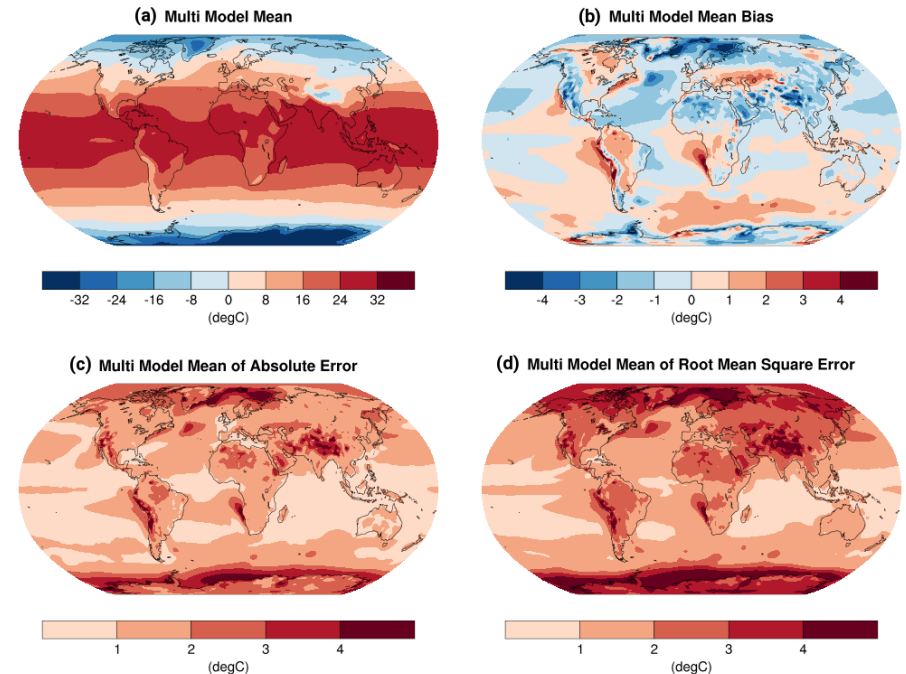 (a) Multi Model Mean
(b) Multi Model Mean Bias
-32 -24 -16 -8 0 8 16 24 32
(degC)
-4 -3 -2 -1 0 1 2 3 4
(degC)
(c) Multi Model Mean of Absolute Error
(d) Multi Model Mean of Root Mean Square Error
1 2 3 4
(degC)
1 2 3 4
(degC)